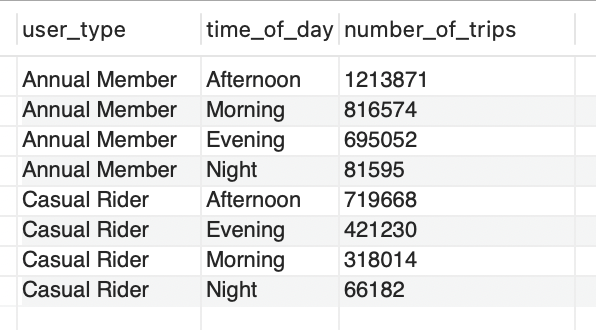 user_type time_of_day number_of_trips
Annual Member Afternoon 1213871
Annual Member Morning 816574
Annual Member Evening 695052
Annual Member Night 81595
Casual Rider Afternoon 719668
Casual Rider Evening 421230
Casual Rider Morning 318014
Casual Rider Night 66182